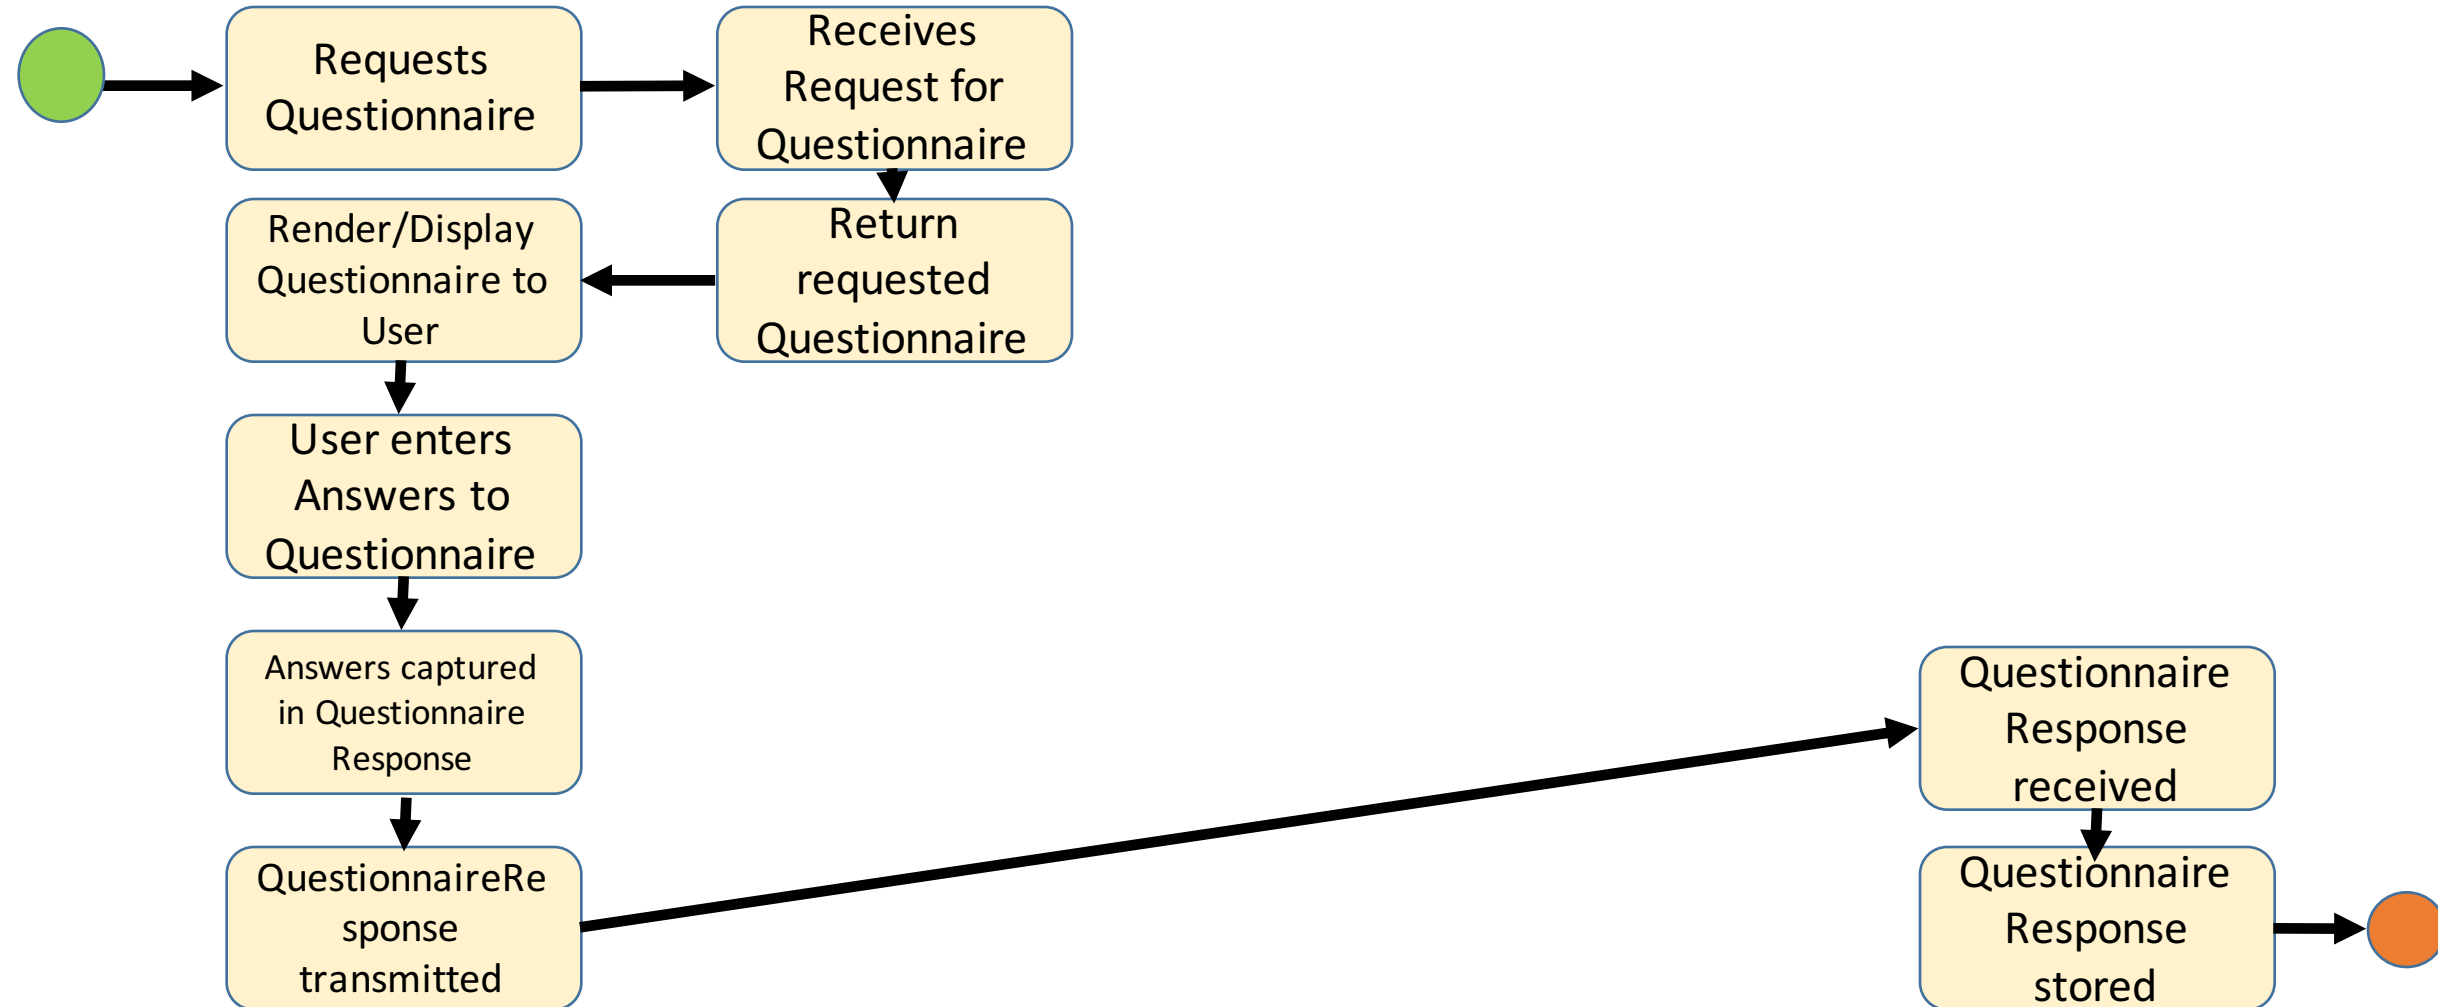 Requests
Questionnaire
Receives
Request for
Questionnaire
Render/Display
Questionnaire to
User
Return
requested
Questionnaire
User enters
Answers to
Questionnaire
Answers captured
in Questionnaire
Response
QuestionnaireRe
sponse
transmitted
Questionnaire
Response
received
Questionnaire
Response
stored